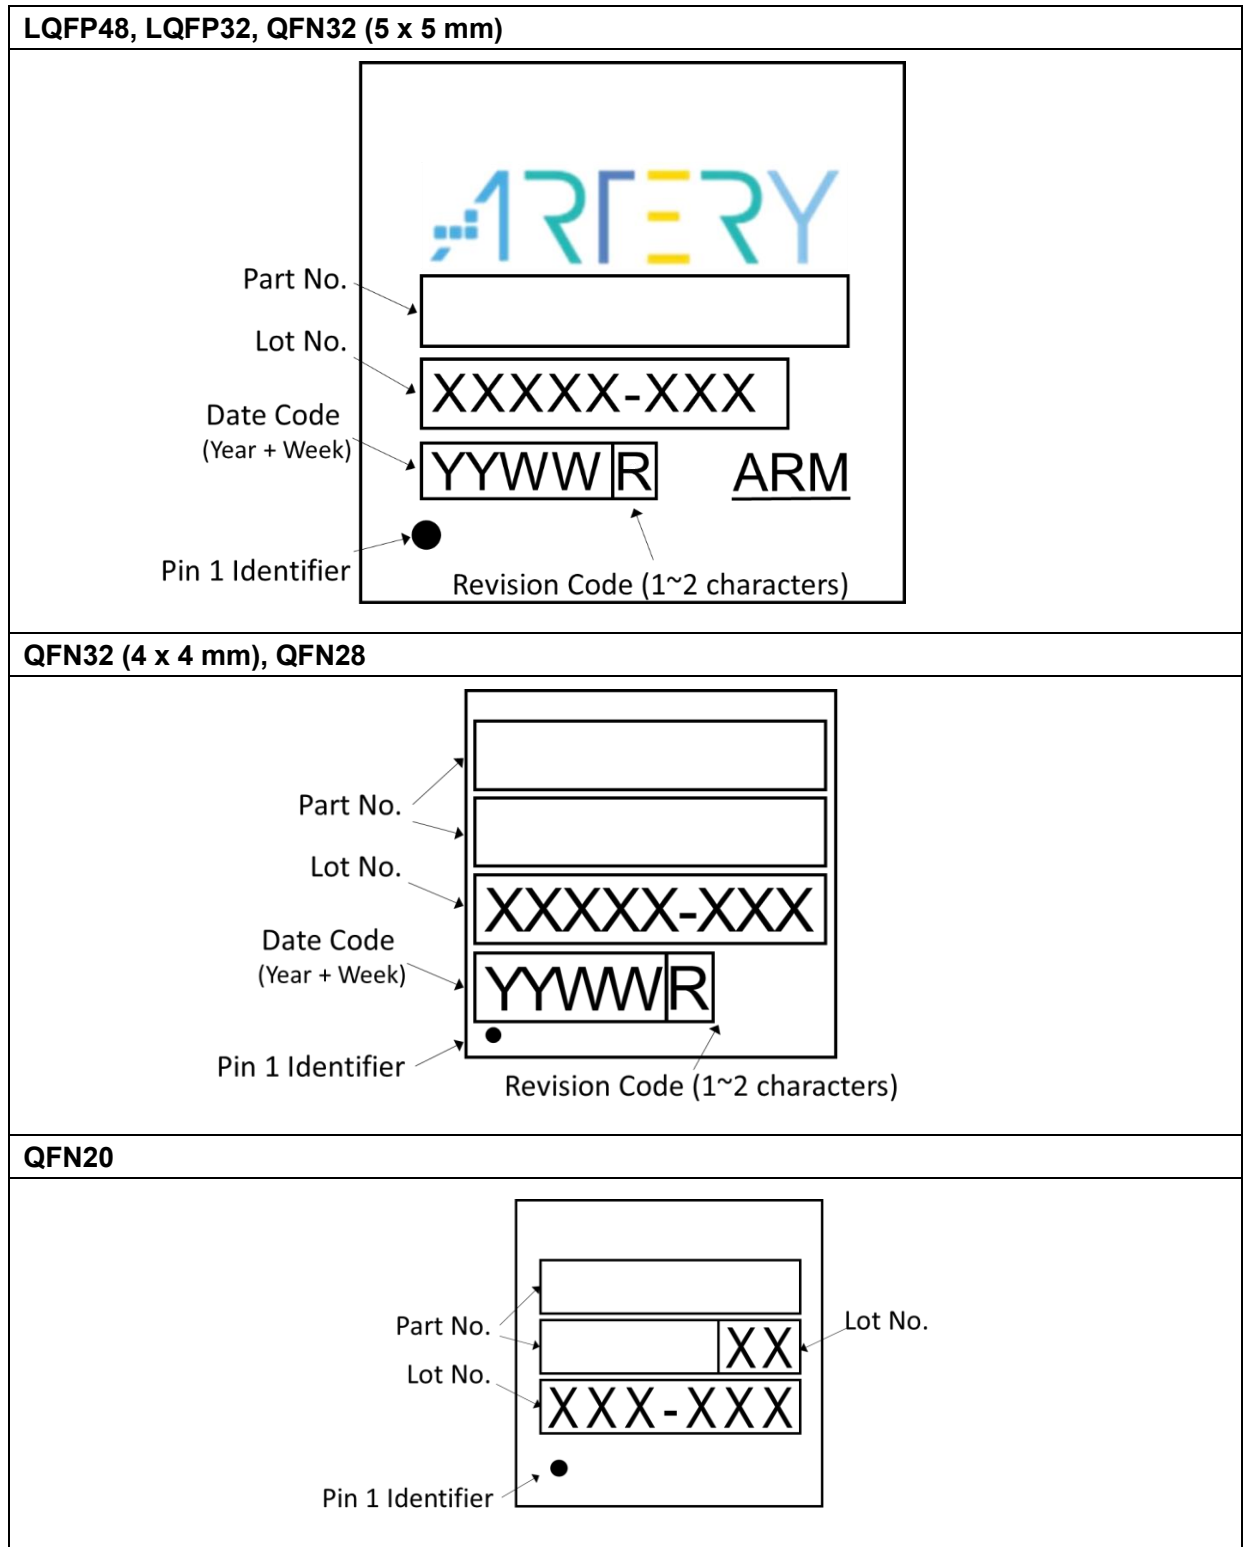 LQFP48, LQFP32, QFN32 (5 x 5 mm)
ARTERY
Part No.
Lot No.
XXXXX-XXX
Date Code
(Year + Week)
YYWW R
ARM
Pin 1 Identifier
Revision Code (1~2 characters)
QFN32 (4 x 4 mm), QFN28
Part No.
Lot No.
XXXXX-XXX
Date Code
(Year + Week)
YYWW R
Pin 1 Identifier
Revision Code (1~2 characters)
QFN20
Part No.
XX
Lot No.
Lot No.
XXX-XXX
Pin 1 Identifier